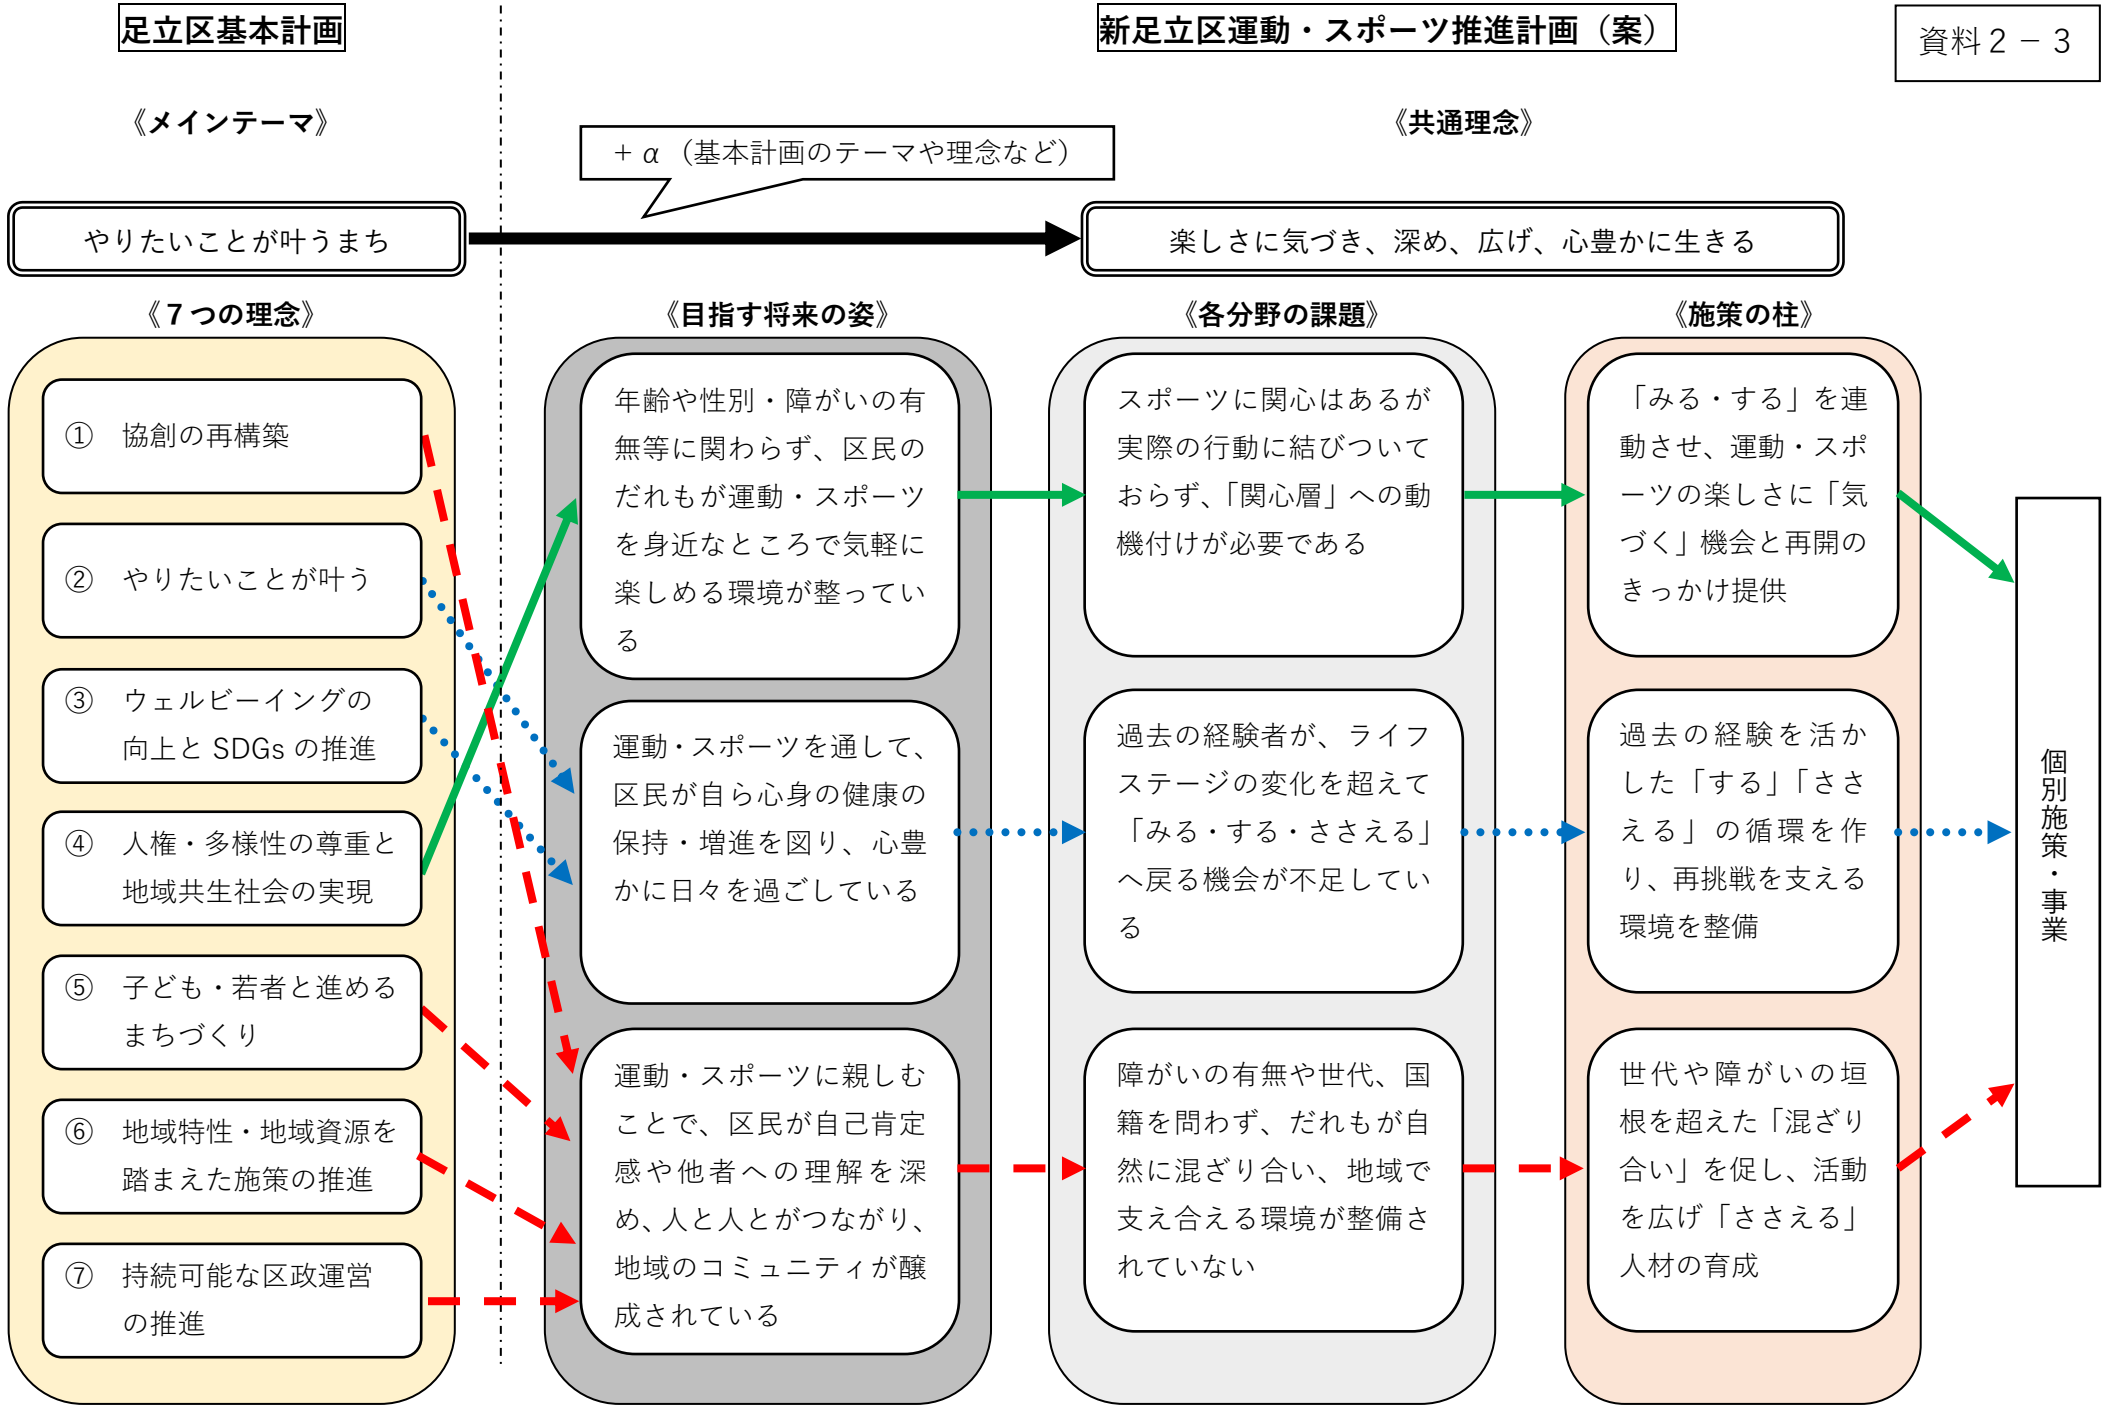 足立区基本計画
新足立区運動・スポーツ推進計画（案）
資料２－３
《メインテーマ》
《共通理念》
＋α（基本計画のテーマや理念など）
やりたいことが叶うまち
楽しさに気づき、深め、広げ、心豊かに生きる
《７つの理念》
《目指す将来の姿》
《各分野の課題》
《施策の柱》
① 協創の再構築
② やりたいことが叶う
③ ウェルビーイングの
向上と SDGs の推進
④ 人権・多様性の尊重と
地域共生社会の実現
⑤ 子ども・若者と進める
まちづくり
⑥ 地域特性・地域資源を
踏まえた施策の推進
⑦ 持続可能な区政運営
の推進
年齢や性別・障がいの有
無等に関わらず、区民の
だれもが運動・スポーツ
を身近なところで気軽に
楽しめる環境が整ってい
る
運動・スポーツを通して、
区民が自ら心身の健康の
保持・増進を図り、心豊
かに日々を過ごしている
運動・スポーツに親しむ
ことで、区民が自己肯定
感や他者への理解を深
め、人と人とがつながり、
地域のコミュニティが醸
成されている
スポーツに関心はあるが
実際の行動に結びついて
おらず、「関心層」への動
機付けが必要である
過去の経験者が、ライフ
ステージの変化を超えて
「みる・する・ささえる」
へ戻る機会が不足してい
る
障がいの有無や世代、国
籍を問わず、だれもが自
然に混ざり合い、地域で
支え合える環境が整備さ
れていない
「みる・する」を連
動させ、運動・スポ
ーツの楽しさに「気
づく」機会と再開の
きっかけ提供
過去の経験を活か
した「する」「ささ
える」の循環を作
り、再挑戦を支える
環境を整備
世代や障がいの垣
根を超えた「混ざり
合い」を促し、活動
を広げ「ささえる」
人材の育成
個別施策・事業